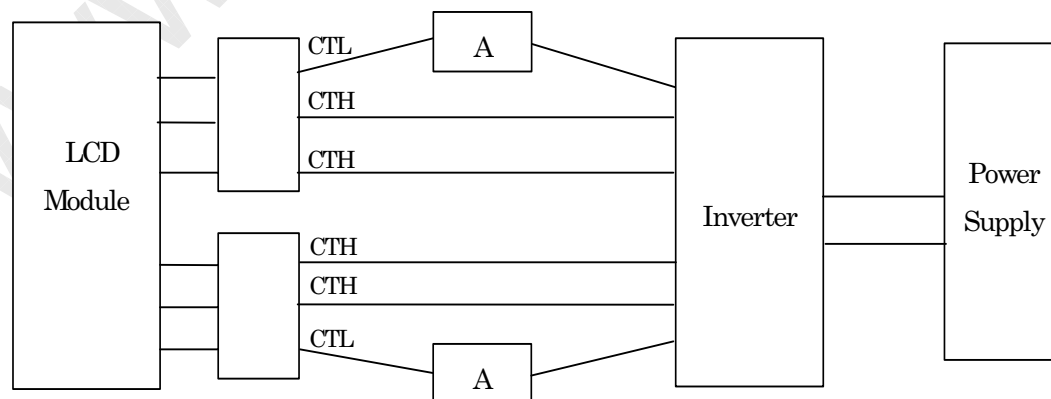 CTL
A
CTH
CTH
LCD
Module
Inverter
Power
Supply
CTH
CTH
CTL
A